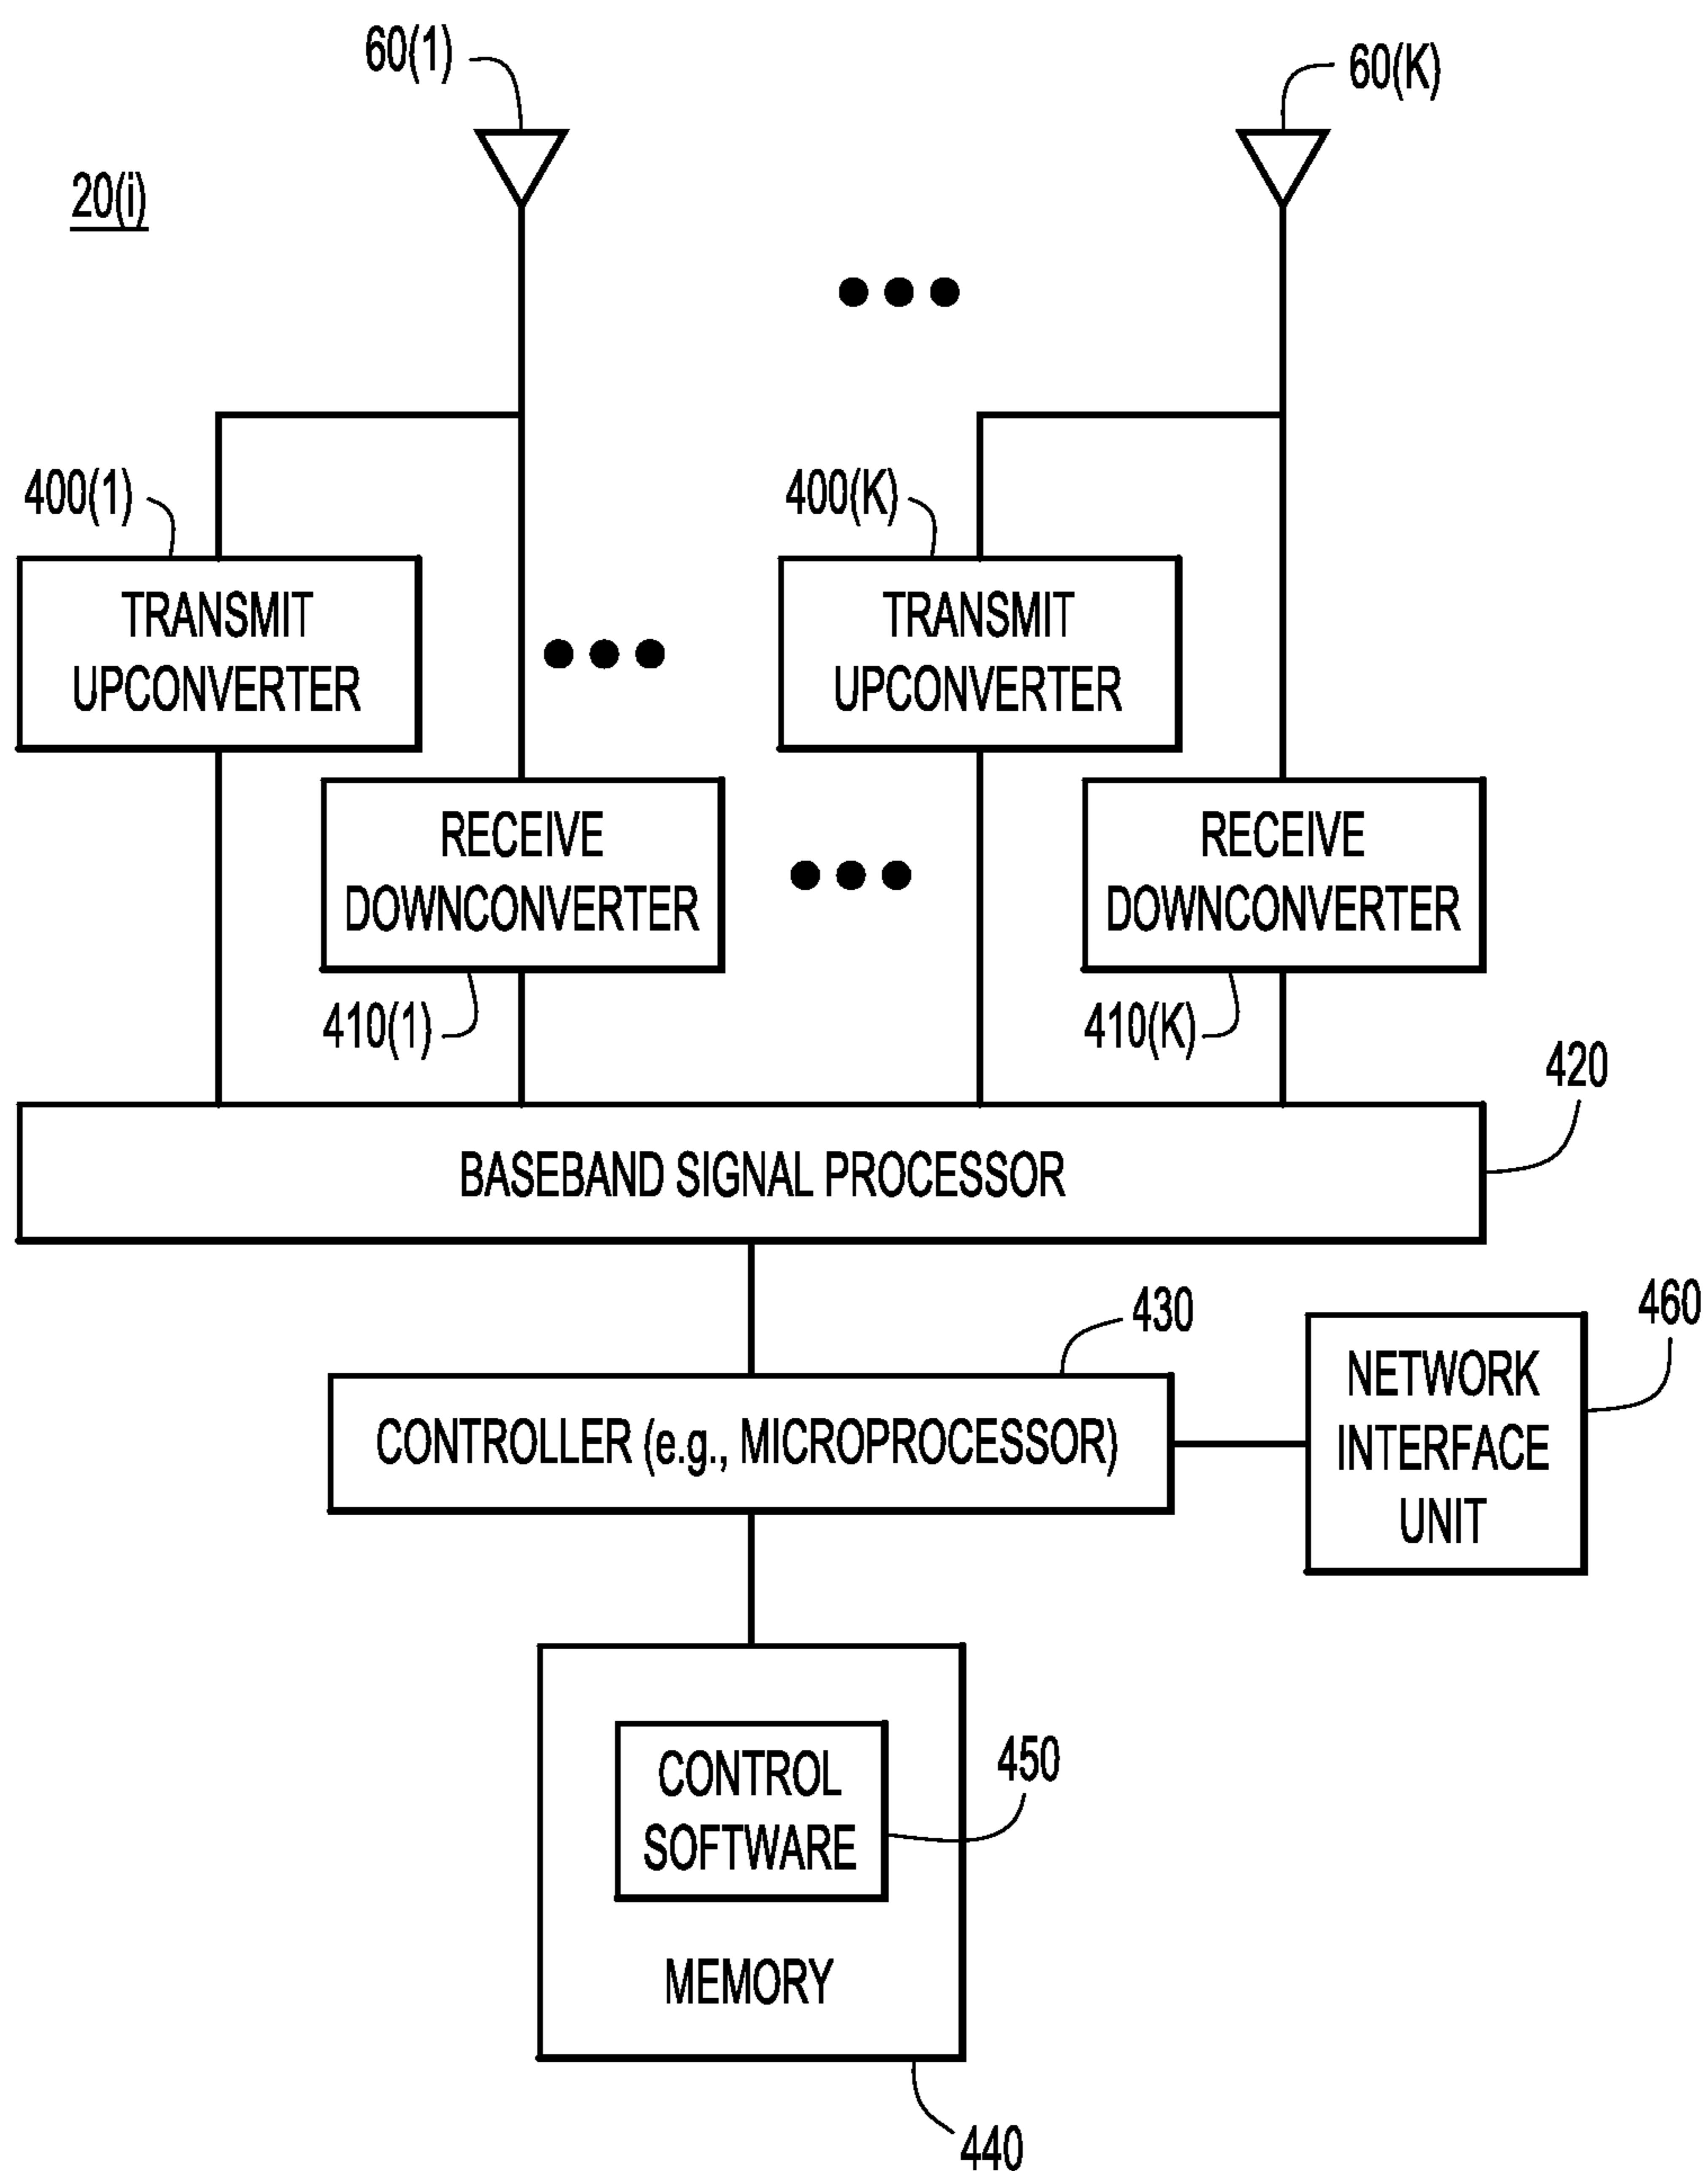 60(1)
60(K)
20(i)
400(1)
400(K)
TRANSMIT
UPCONVERTER
TRANSMIT
UPCONVERTER
RECEIVE
DOWNCONVERTER
RECEIVE
DOWNCONVERTER
410(1)
410(K)
420
BASEBAND SIGNAL PROCESSOR
430
460
CONTROLLER (e.g., MICROPROCESSOR)
NETWORK
INTERFACE
UNIT
CONTROL
SOFTWARE
450
MEMORY
440